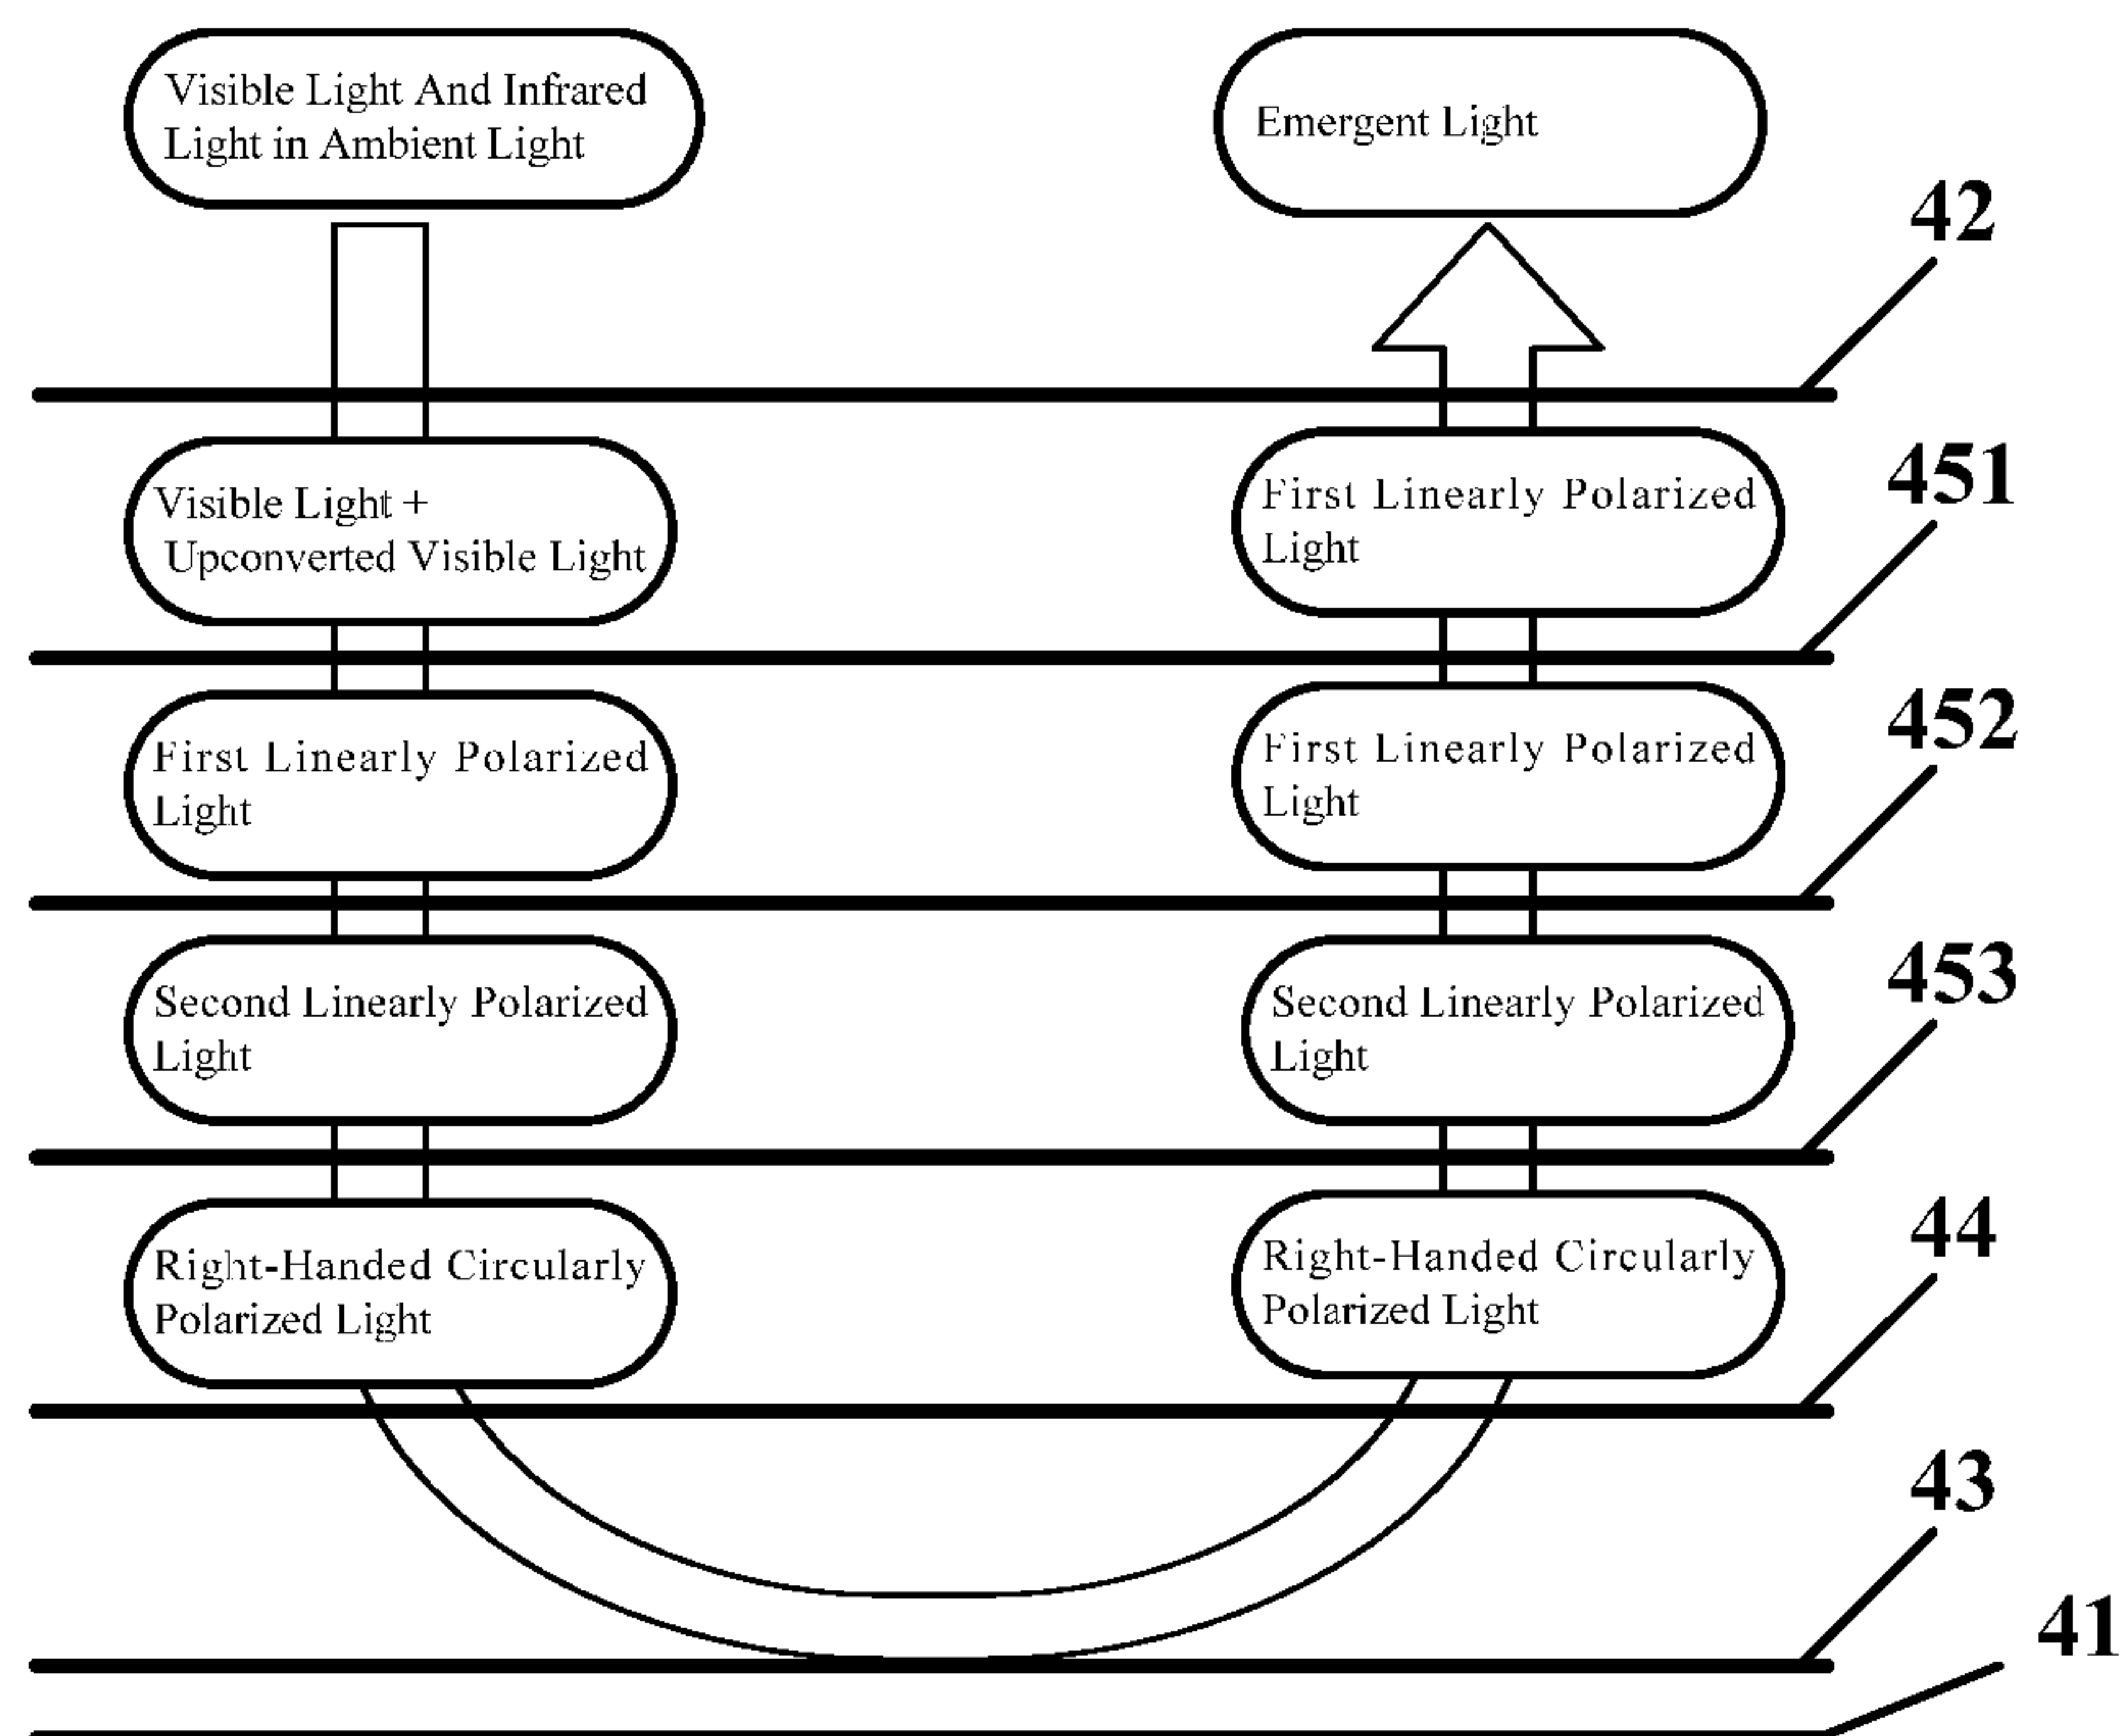 Visible Light And Infrared
Light in Ambient Light
Emergent Light
42
Visible Light +
Upconverted Visible Light
First Linearly Polarized
Light
451
First Linearly Polarized
Light
First Linearly Polarized
Light
452
Second Linearly Polarized
Light
Second Linearly Polarized
Light
453
Right-Handed Circularly
Polarized Light
Right-Handed Circularly
Polarized Light
44
43
41